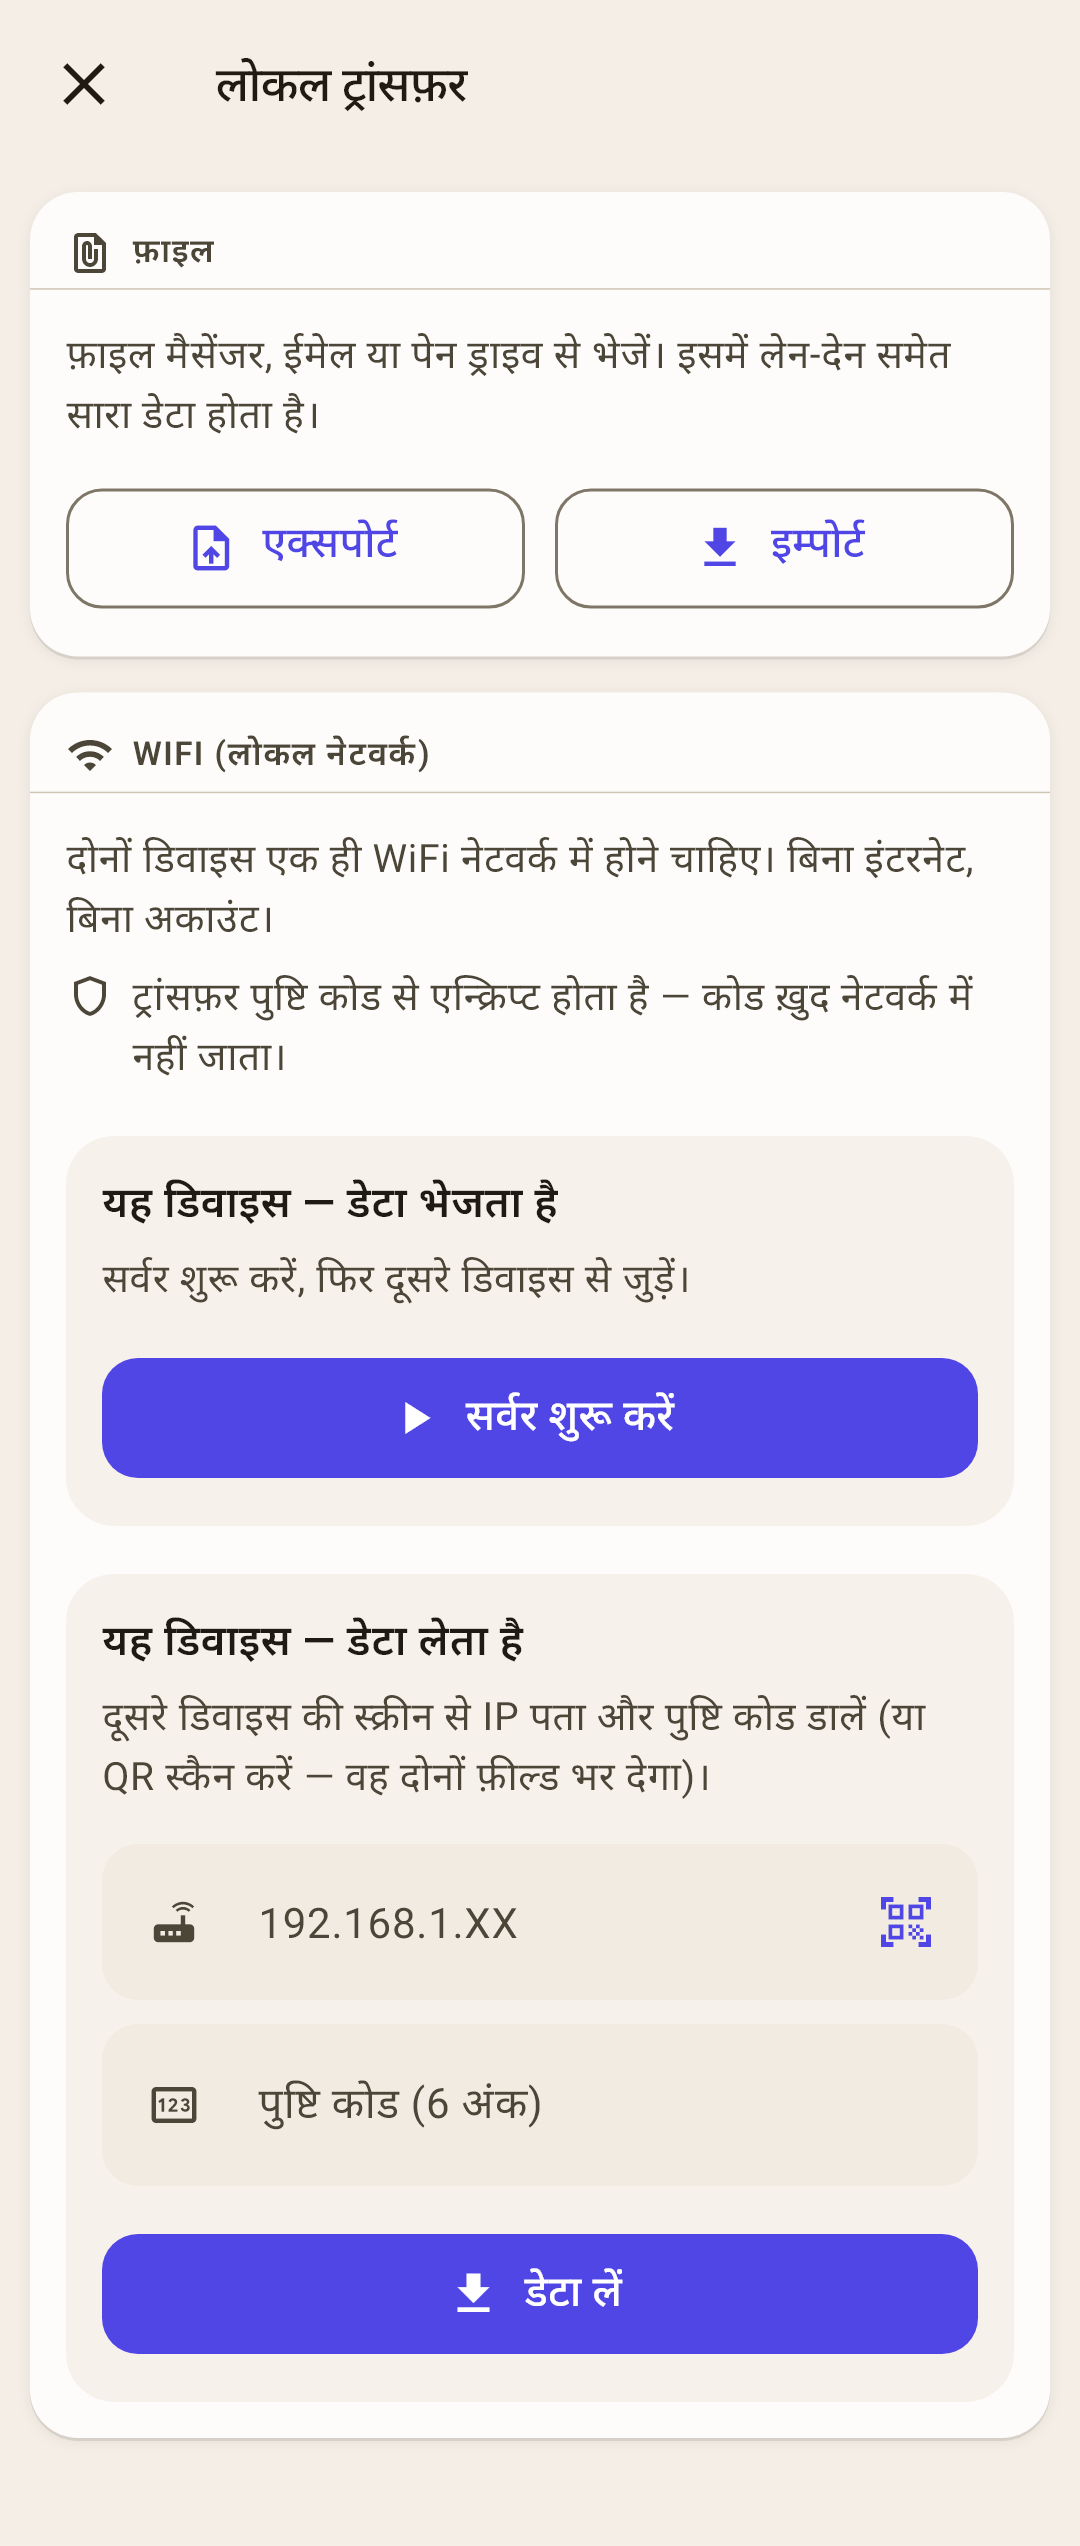 लोकल ट्रांसफ़र
फ़ाइल
फ़ाइल मैसेंजर, ईमेल या पेन ड्राइव से भेजें। इसमें लेन-देन समेत
सारा डेटा होता है।
एक्सपोर्ट
इम्पोर्ट
WIFI (लोकल नेटवर्क)
दोनों डिवाइस एक ही WiFi नेटवर्क में होने चाहिए। बिना इंटरनेट,
बिना अकाउंट।
ट्रांसफ़र पुष्टि कोड से एन्क्रिप्ट होता है — कोड ख़ुद नेटवर्क में
नहीं जाता।
यह डिवाइस — डेटा भेजता है
सर्वर शुरू करें, फिर दूसरे डिवाइस से जुड़ें।
सर्वर शुरू करें
यह डिवाइस — डेटा लेता है
दूसरे डिवाइस की स्क्रीन से IP पता और पुष्टि कोड डालें (या
QR स्कैन करें — वह दोनों फ़ील्ड भर देगा)।
192.168.1.XX
123
पुष्टि कोड (6 अंक)
डेटा लें